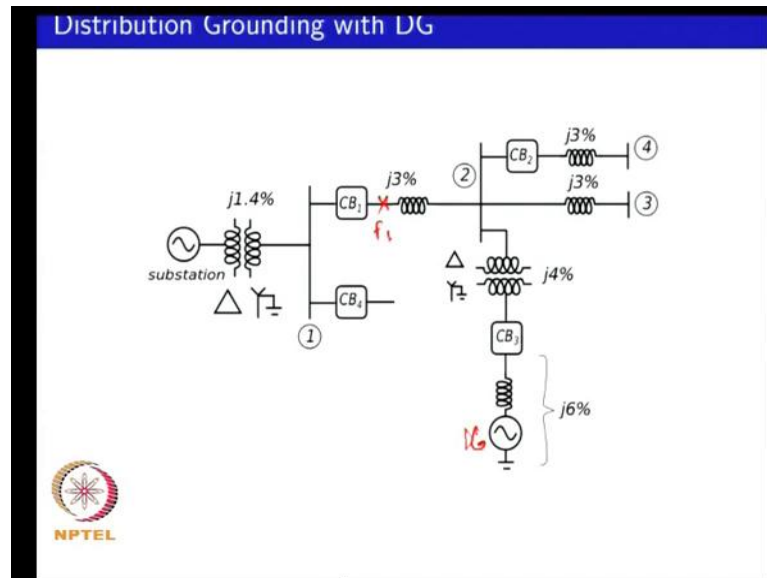 Distribution Grounding with DG
j3%
CB2
4
2
j1.4%
j3%
j3%
CB1
3
f1
substation
j4%
CB4
1
CB3
j6%
DG
NPTEL